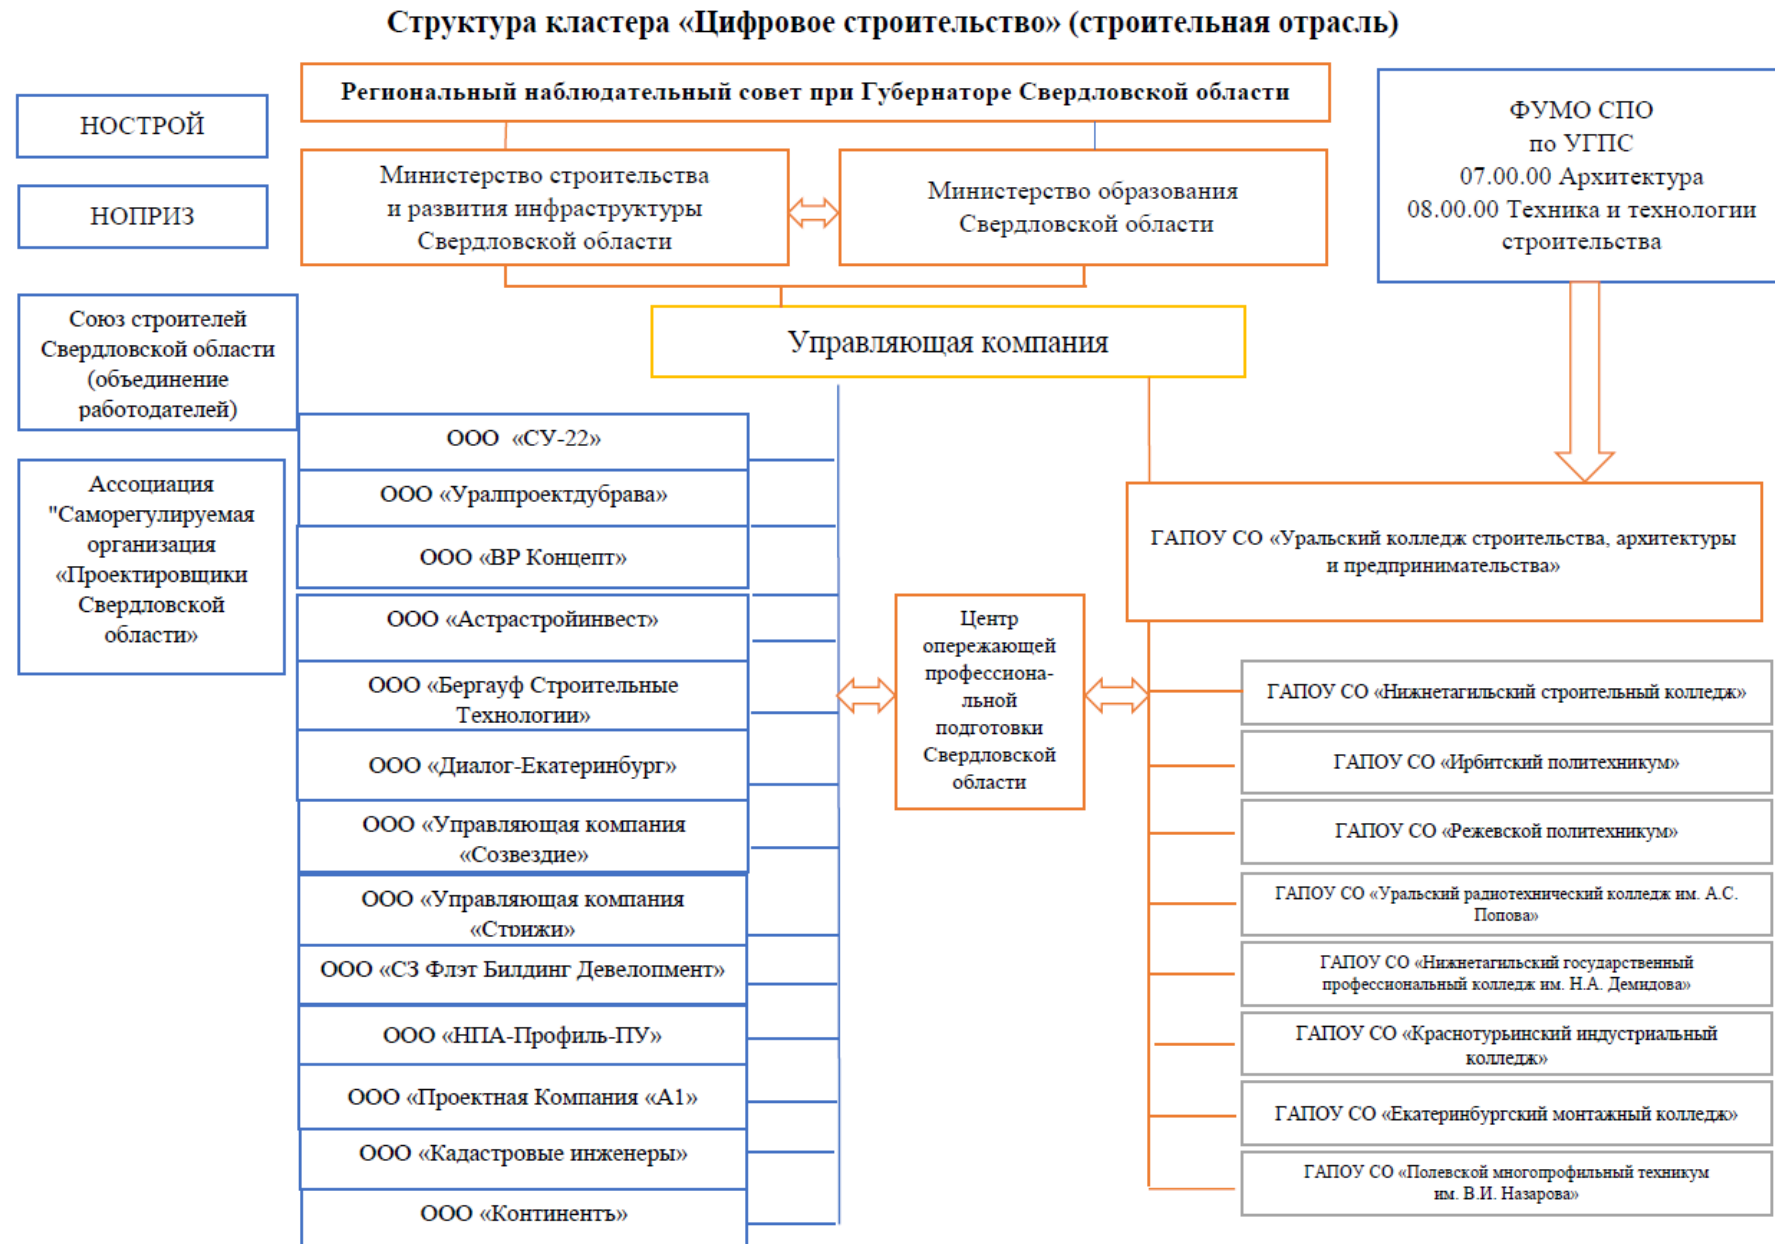 Структура кластера «Цифровое строительство» (строительная отрасль)
Региональный наблюдательный совет при Губернаторе Свердловской области
НОСТРОЙ
НОПРИЗ
Министерство строительства
и развития инфраструктуры
Свердловской области
Министерство образования
Свердловской области
ФУМО СПО
по УГПС
07.00.00 Архитектура
08.00.00 Техника и технологии
строительства
Управляющая компания
Союз строителей
Свердловской области
(объединение
работодателей)
Ассоциация
"Саморегулируемая
организация
«Проектировщики
Свердловской
области»
ООО «СУ-22»
ООО «Уралпроектдубрава»
ООО «ВР Концепт»
ООО «Астрастройинвест»
ООО «Бергауф Строительные
Технологии»
ООО «Диалог-Екатеринбург»
ООО «Управляющая компания
«Созвездие»
ООО «Управляющая компания
«Стрижи»
ООО «СЗ Флэт Билдинг Девелопмент»
ООО «НПА-Профиль-ПУ»
ООО «Проектная Компания «А1»
ООО «Кадастровые инженеры»
ООО «Континентъ»
Центр
опережающей
профессиона-
льной
подготовки
Свердловской
области
ГАПОУ СО «Уральский колледж строительства, архитектуры
и предпринимательства»
ГАПОУ СО «Нижнетагильский строительный колледж»
ГАПОУ СО «Ирбитский политехникум»
ГАПОУ СО «Режевской политехникум»
ГАПОУ СО «Уральский радиотехнический колледж им. А.С.
Попова»
ГАПОУ СО «Нижнетагильский государственный
профессиональный колледж им. Н.А. Демидова»
ГАПОУ СО «Краснотурьинский индустриальный
колледж»
ГАПОУ СО «Екатеринбургский монтажный колледж»
ГАПОУ СО «Полевской многопрофильный техникум
им. В.И. Назарова»